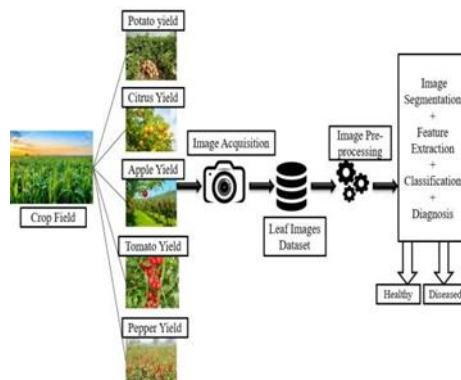 Potato yield
Citrus Yield
Apple Yield
Crop Field
Tomato Yield
Pepper Yield
Image Acquisition
Leaf Images
Dataset
Image Pre-
processing
Image
Segmentation
+
Feature
Extraction
+
Classification
+
Diagnosis
Healthy
Diseased